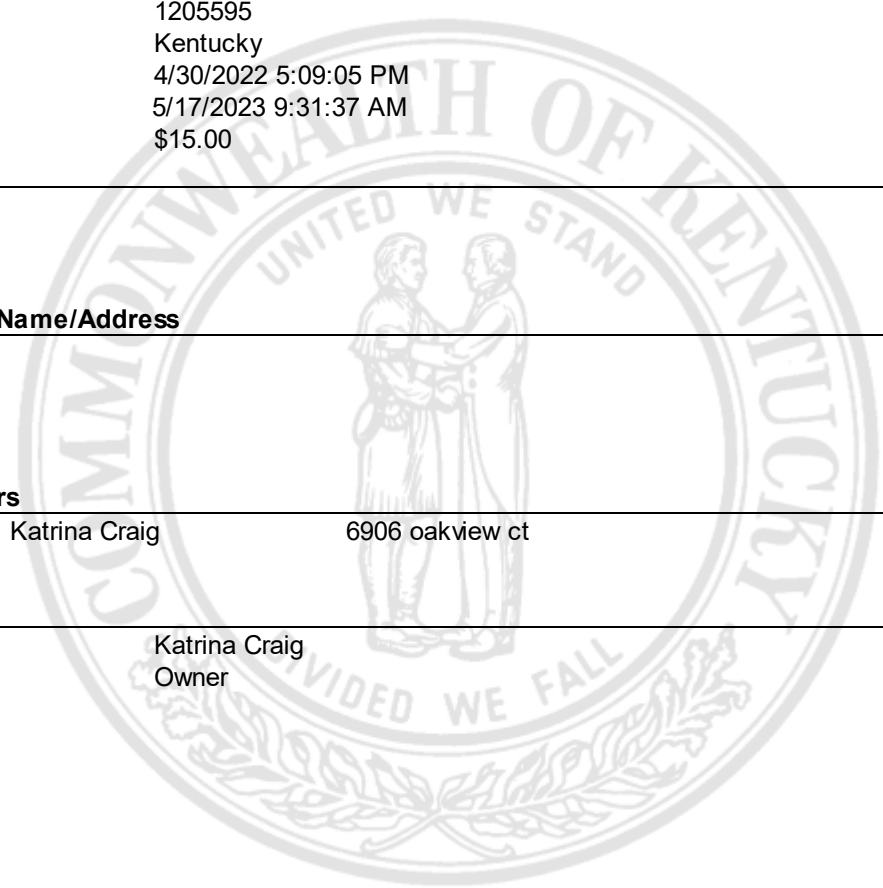 1205595
Kentucky
4/30/2022 5:09:05 PM
5/17/2023 9:31:37 AM
$15.00
Name/Address
rs
Katrina Craig 6906 oakview ct
Katrina Craig
Owner
COMMONWEALTH OF KENTUCKY
UNITED WE STAND
DIVIDED WE FALL